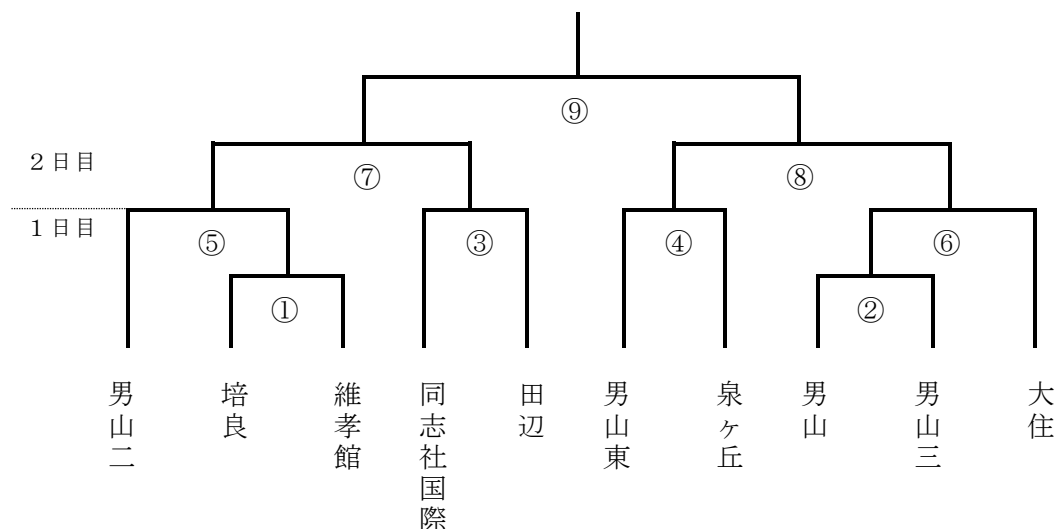 ⑨
２日目
⑦
⑧
１日目
⑤
③
④
⑥
①
②
男山二
培良
維孝館
同志社国際
田辺
男山東
泉ヶ丘
男山
男山三
大住